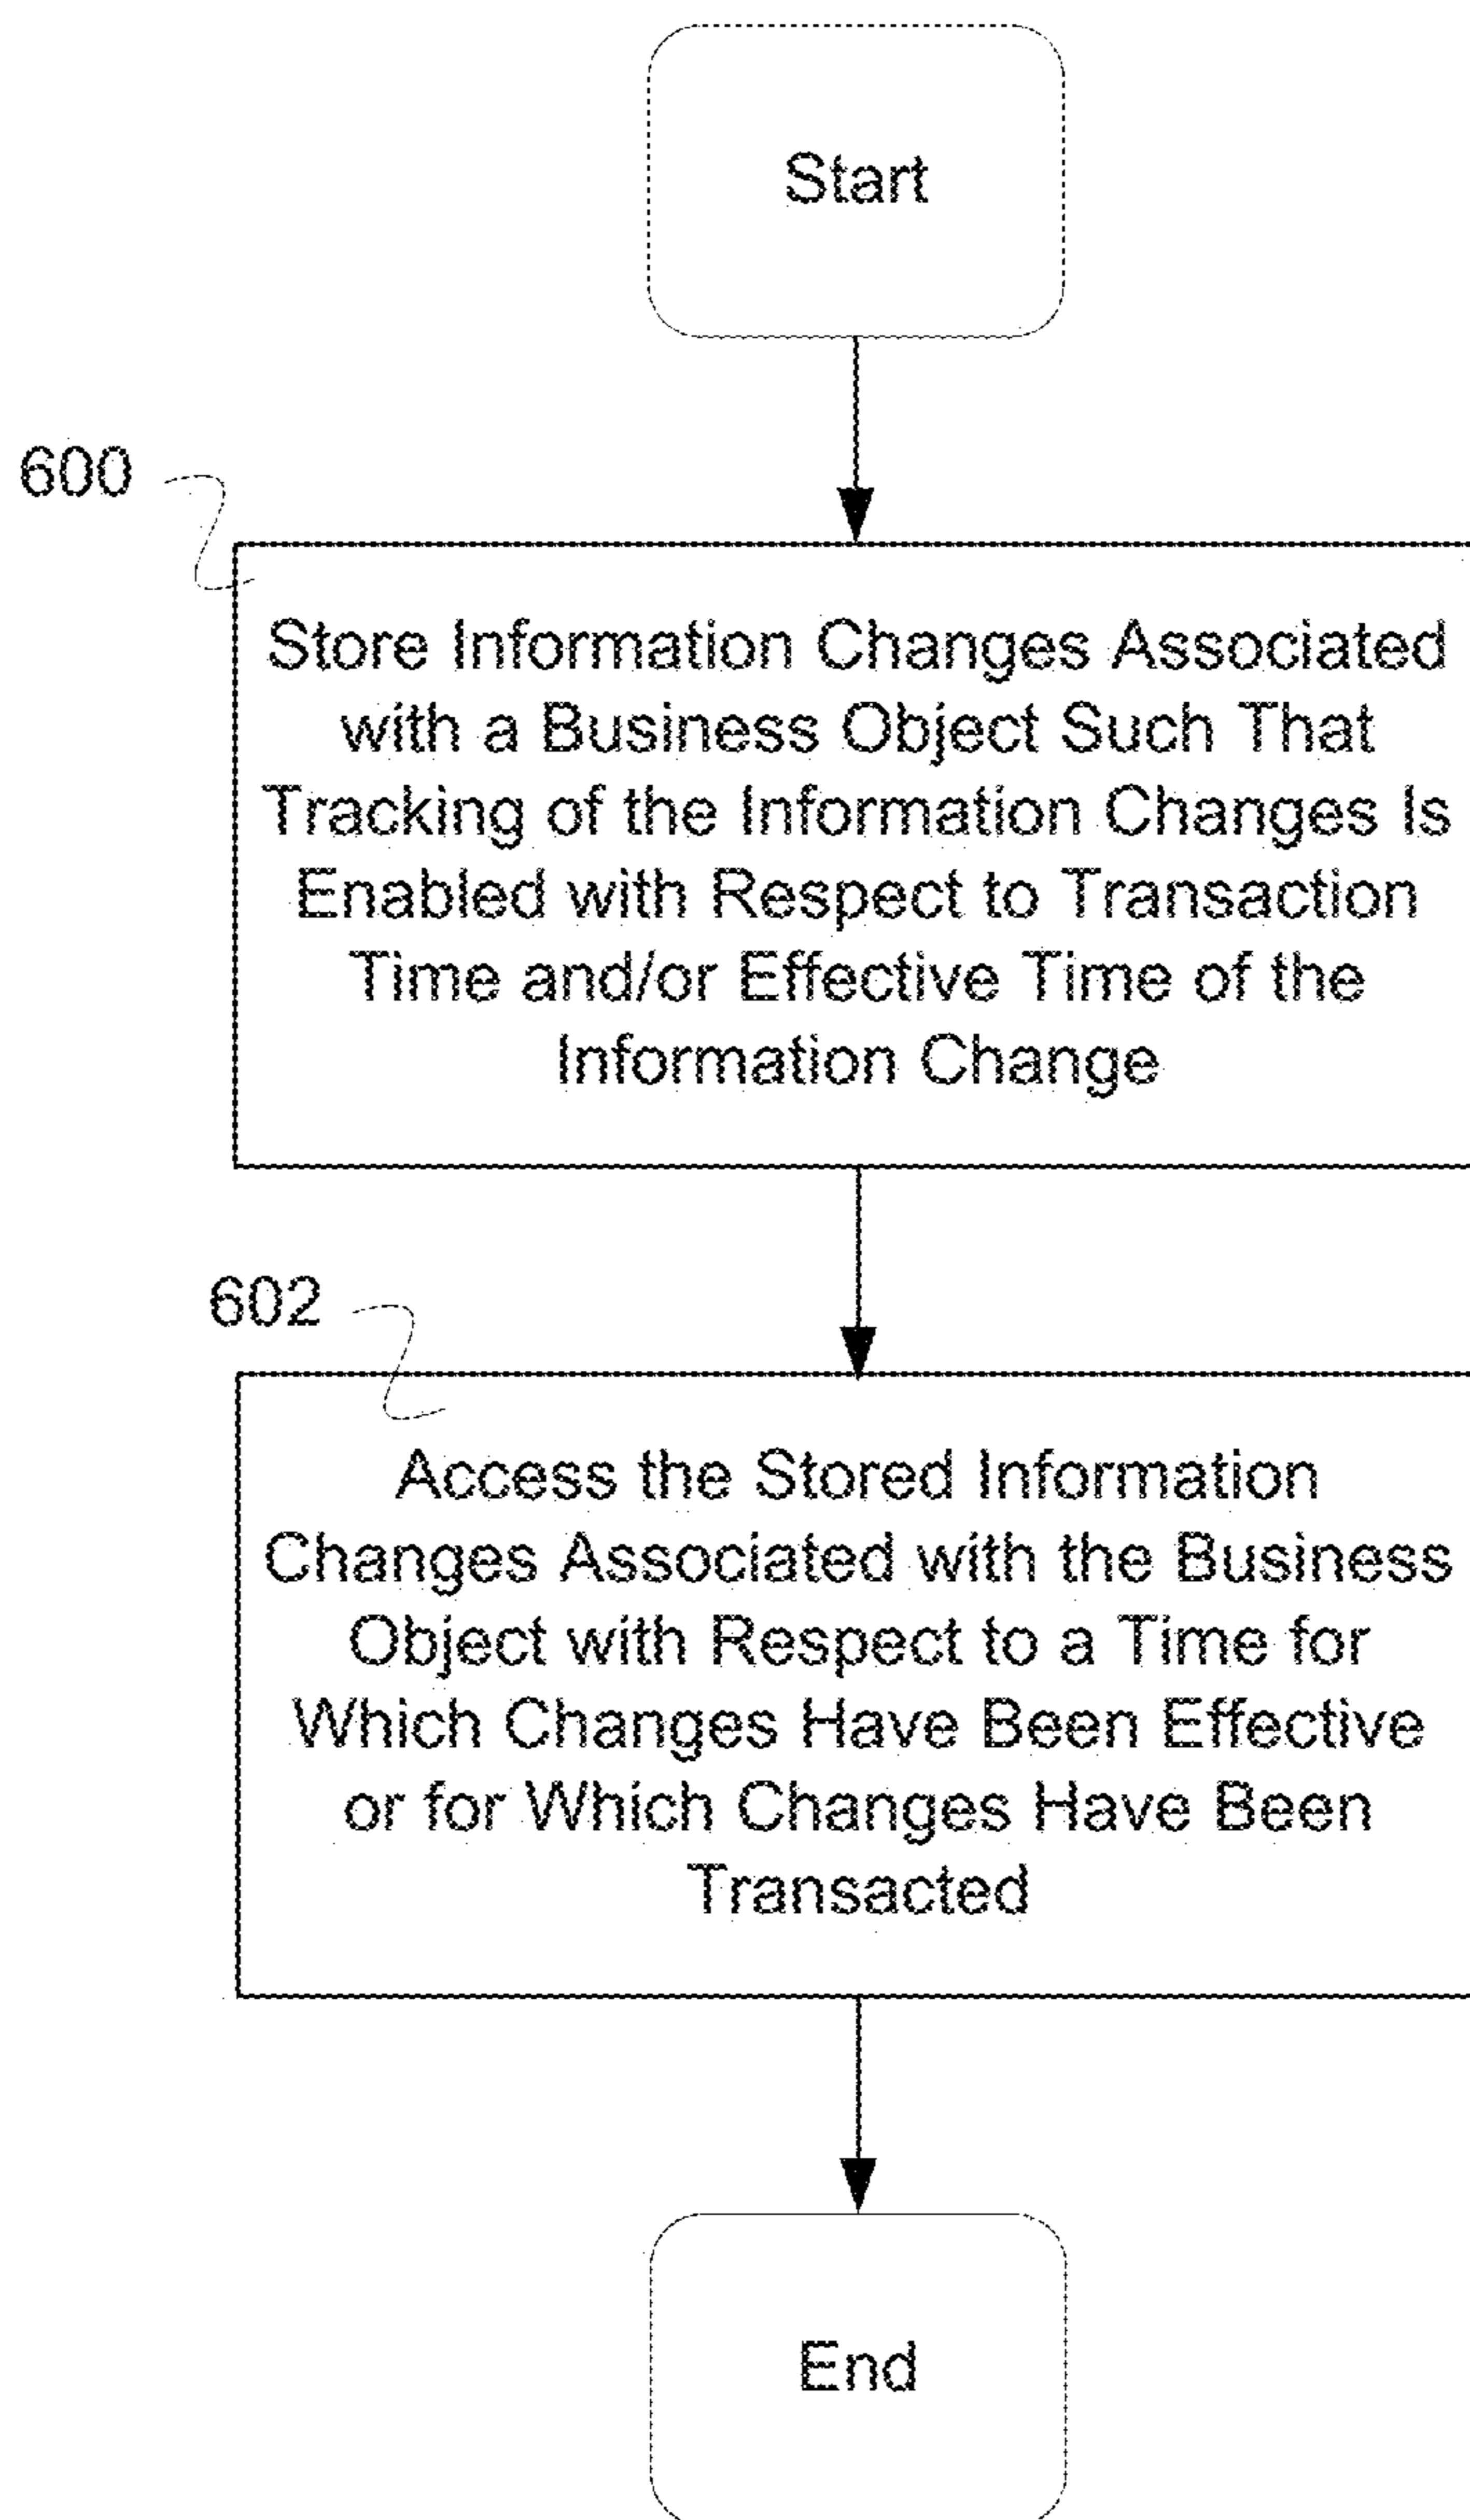 Start
600
Store Information Changes Associated
with a Business Object Such That
Tracking of the Information Changes Is
Enabled with Respect to Transaction
Time and/or Effective Time of the
Information Change
602
Access the Stored Information
Changes Associated with the Business
Object with Respect to a Time for
Which Changes Have Been Effective
or for Which Changes Have Been
Transacted
End